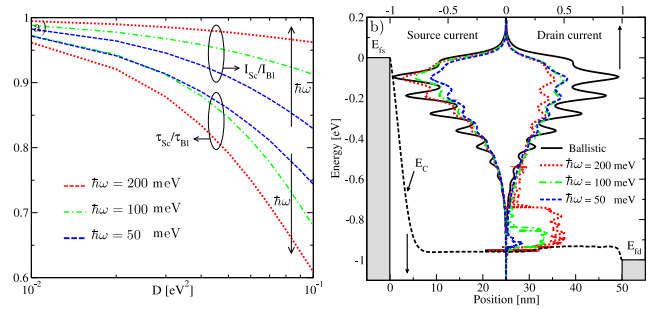 a)
1
0.9
0.8
0.7
0.6
10⁻²
10⁻¹
D [eV²]
I_Sc/I_Bl
τ_Sc/τ_Bl
ħω
ħω
ħω = 200 meV
ħω = 100 meV
ħω = 50 meV
b)
-1 -0.5 0 0.5 1
Source current Drain current
E_fs
E_C
E_fd
Energy [eV]
0.2
0
-0.2
-0.4
-0.6
-0.8
-1
Ballistic
ħω = 200 meV
ħω = 100 meV
ħω = 50 meV
0 10 20 30 40 50
Position [nm]